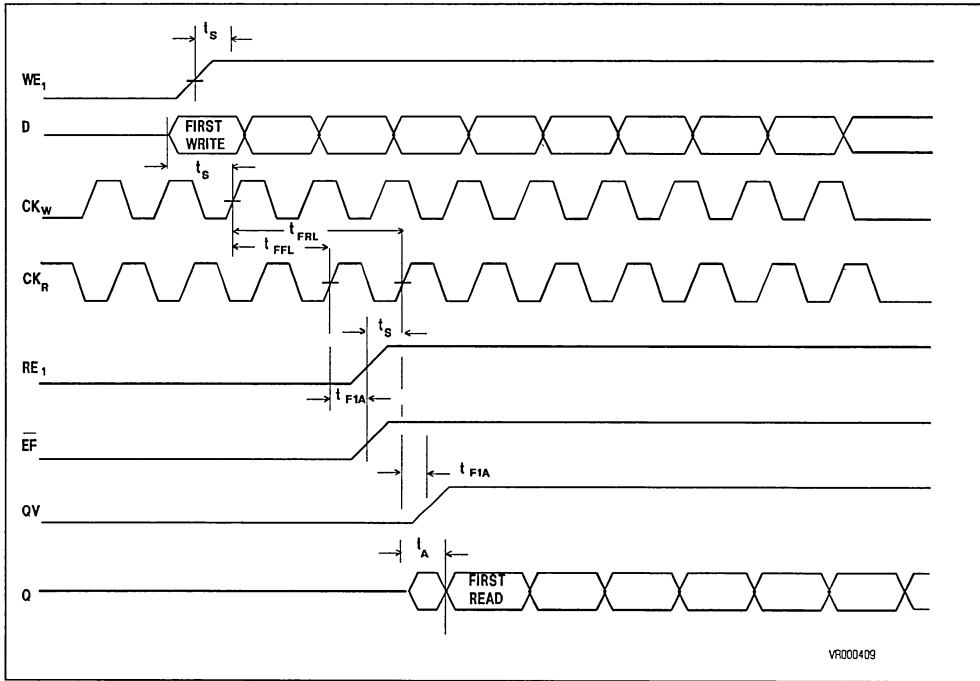 tS
WE1
D
FIRST
WRITE
tS
CKW
tFRL
tFFL
CKR
tS
RE1
tF1A
EF
tF1A
QV
tA
FIRST
READ
Q
VR000409